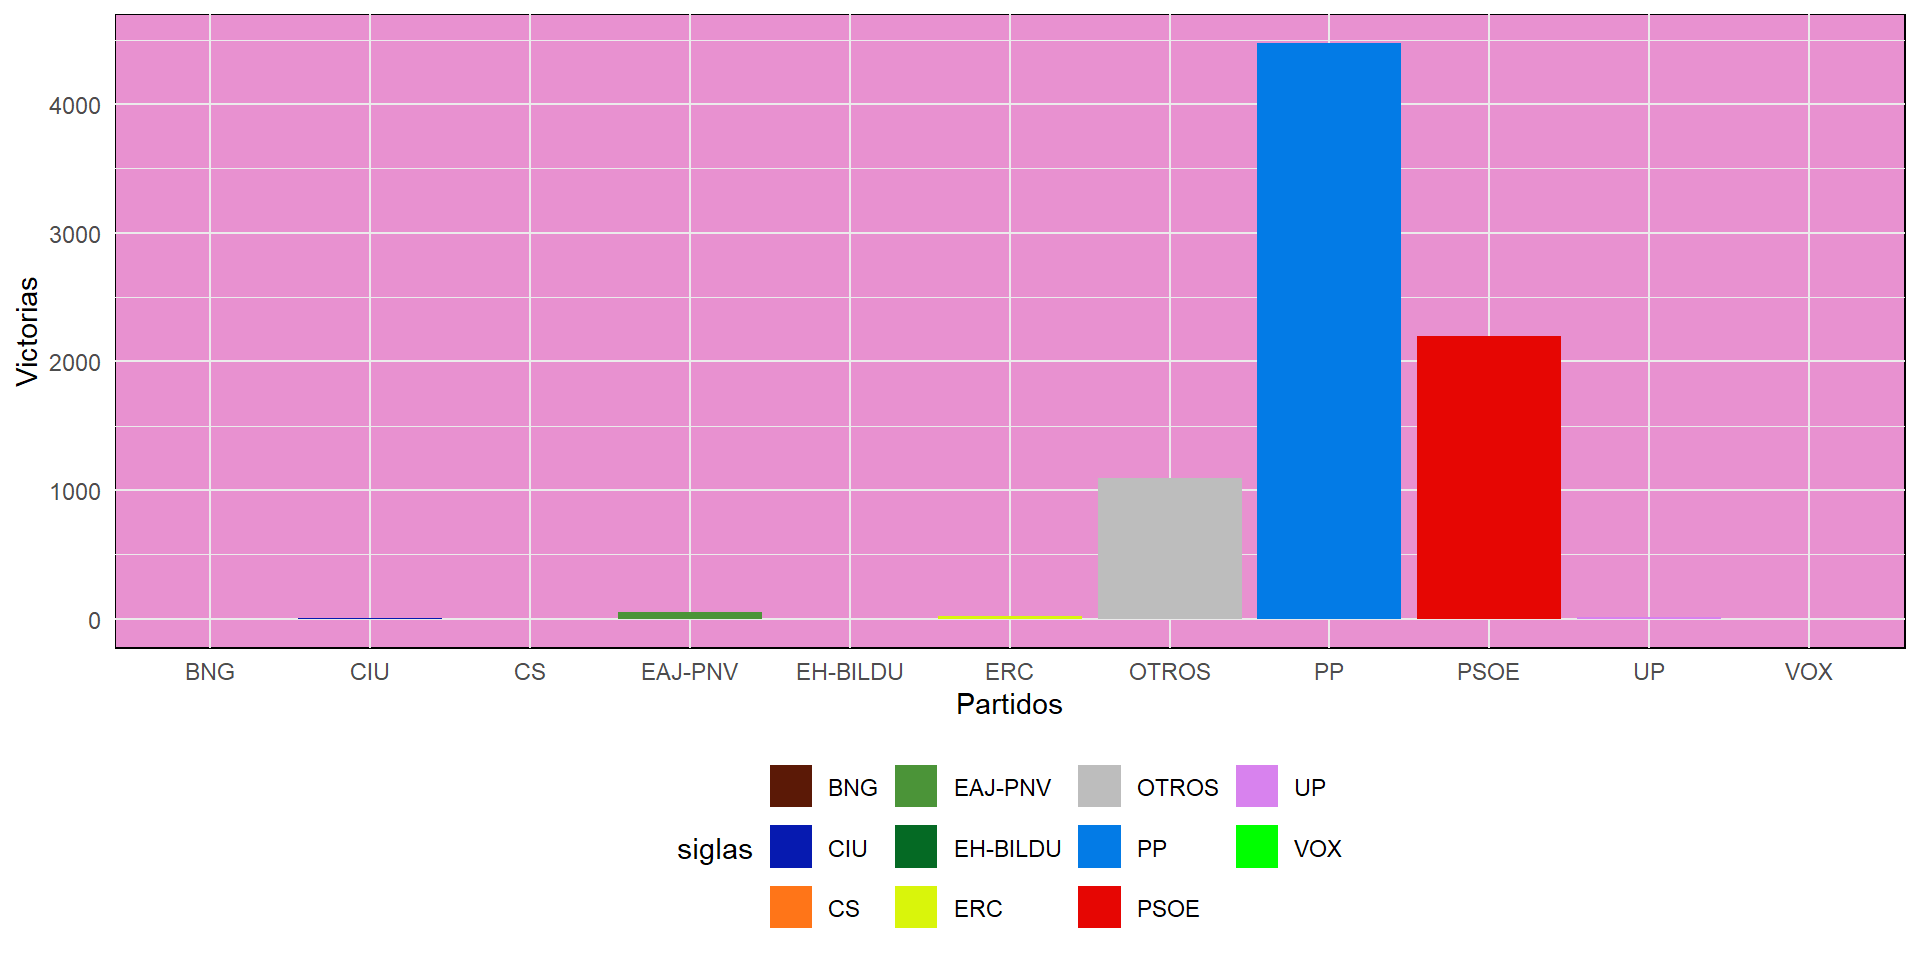 Victorias
4000
3000
2000
1000
0
BNG CIU CS EAJ-PNV EH-BILDU ERC OTROS PP PSOE UP VOX
Partidos
siglas
BNG EAJ-PNV OTROS UP
CIU EH-BILDU PP VOX
CS ERC PSOE